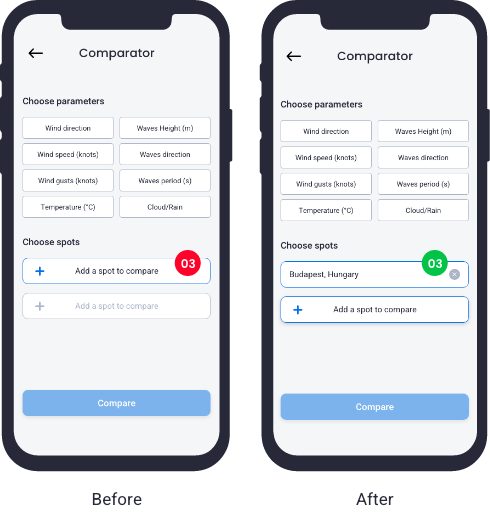 Comparator
Choose parameters
Wind direction
Waves Height (m)
Wind speed (knots)
Waves direction
Wind gusts (knots)
Waves period (s)
Temperature (°C)
Cloud/Rain
Choose spots
03
Add a spot to compare
Add a spot to compare
Compare
Before
Comparator
Choose parameters
Wind direction
Waves Height (m)
Wind speed (knots)
Waves direction
Wind gusts (knots)
Waves period (s)
Temperature (°C)
Cloud/Rain
Choose spots
03
Budapest, Hungary
Add a spot to compare
Compare
After